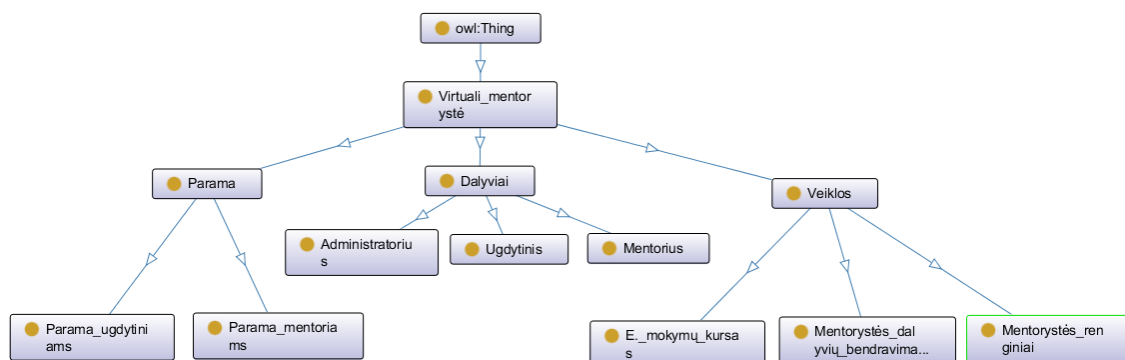 owl:Thing
Virtuali_mentor
ystė
Parama
Dalyviai
Veiklos
Administratoriu
s
Ugdytinis
Mentorius
Parama_ugdytini
ams
Parama_mentoria
ms
E._mokymų_kursa
s
Mentorystės_dal
yvių_bendravima...
Mentorystės_ren
giniai